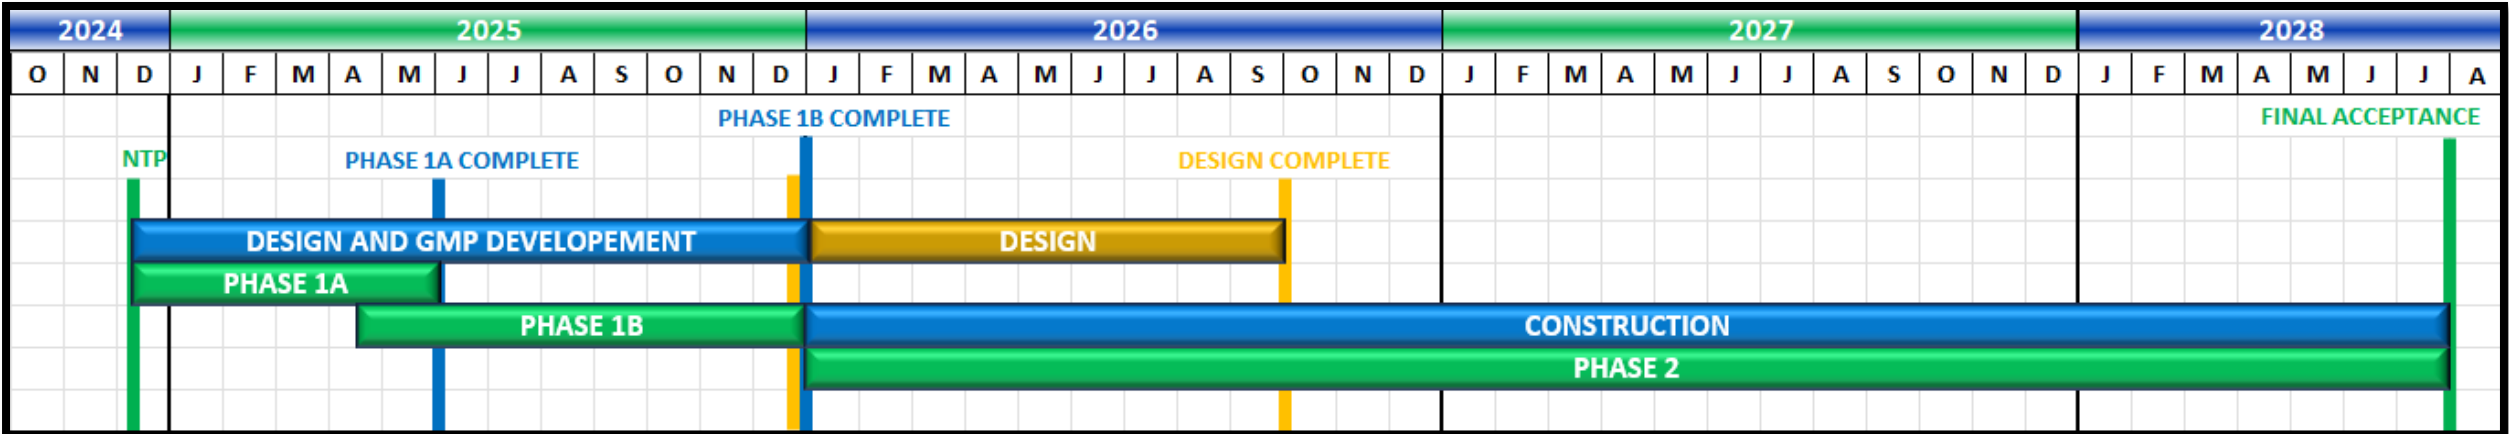 2024 2025 2026 2027 2028
O N D J F M A M J J A S O N D J F M A M J J A S O N D J F M A M J J A S O N D J F M A M J J A
PHASE 1B COMPLETE FINAL ACCEPTANCE
NTP PHASE 1A COMPLETE DESIGN COMPLETE
DESIGN AND GMP DEVELOPEMENT DESIGN
PHASE 1A
PHASE 1B CONSTRUCTION
PHASE 2